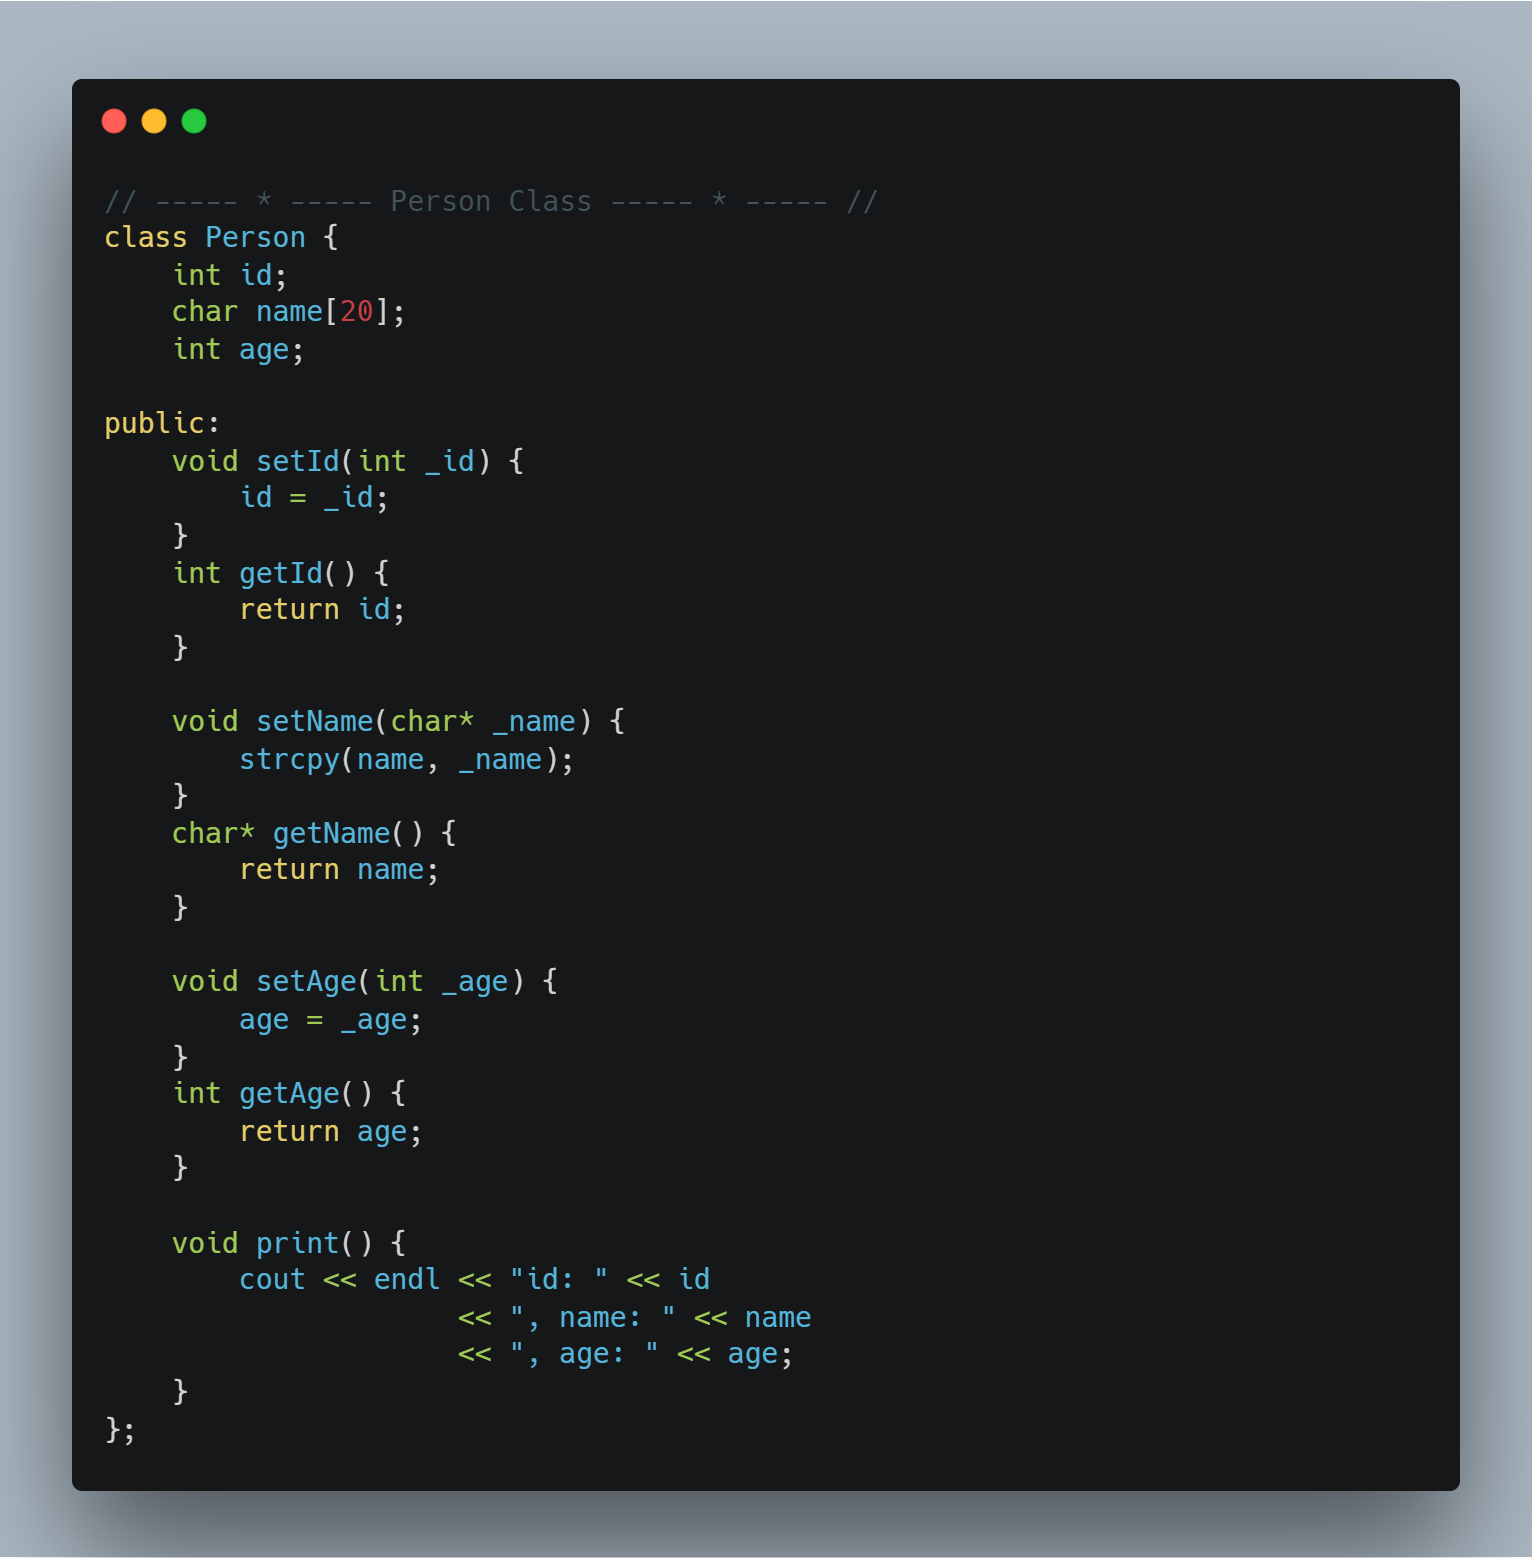 // ----- * ----- Person Class ----- * ----- //
class Person {
    int id;
    char name[20];
    int age;

public:
    void setId(int _id) {
        id = _id;
    }
    int getId() {
        return id;
    }

    void setName(char* _name) {
        strcpy(name, _name);
    }
    char* getName() {
        return name;
    }

    void setAge(int _age) {
        age = _age;
    }
    int getAge() {
        return age;
    }

    void print() {
        cout << endl << "id: " << id
                     << ", name: " << name
                     << ", age: " << age;
    }
};